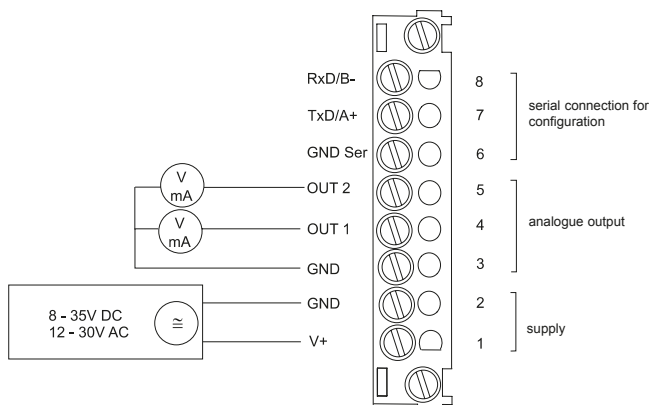 RxD/B- 8
TxD/A+ 7
GND Ser 6
serial connection for
configuration
OUT 2 5
OUT 1 4
GND 3
analogue output
V
mA
V
mA
GND 2
V+ 1
supply
8 - 35V DC
12 - 30V AC
≅